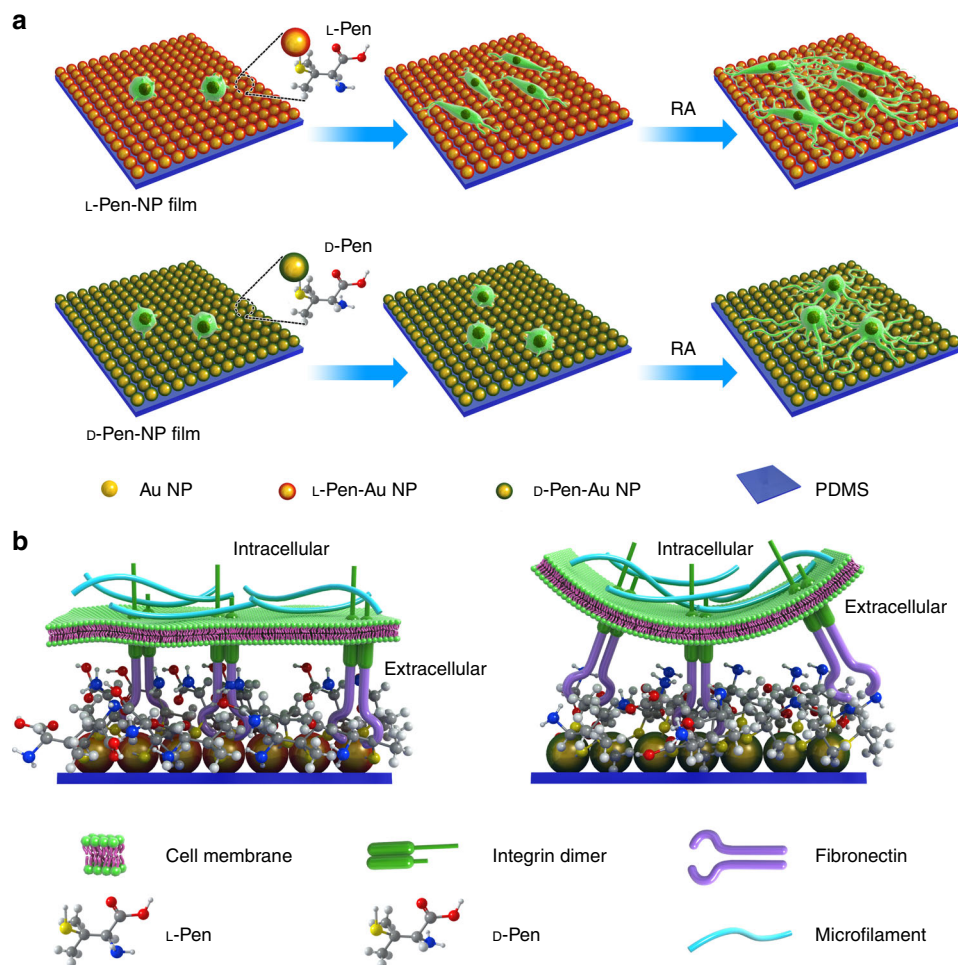 a
L-Pen
RA
L-Pen-NP film
D-Pen
RA
D-Pen-NP film
Au NP
L-Pen-Au NP
D-Pen-Au NP
PDMS
b
Intracellular
Extracellular
Intracellular
Extracellular
Cell membrane
Integrin dimer
Fibronectin
L-Pen
D-Pen
Microfilament